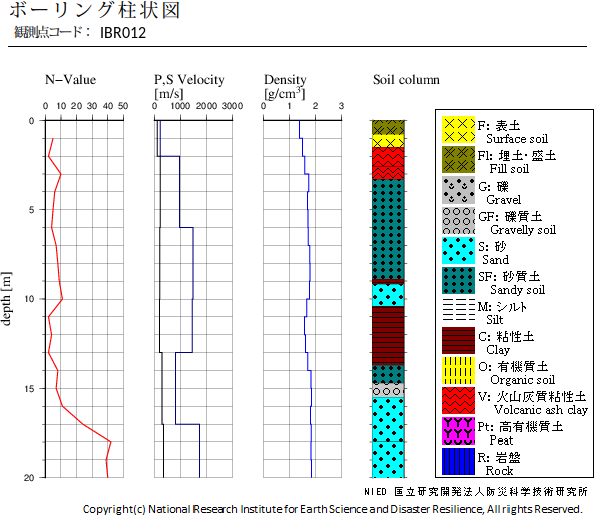 ボーリング柱状図
観測点コード： IBR012
N−Value
P,S Velocity
[m/s]
Density
[g/cm³]
Soil column
0 10 20 30 40 50
0 1000 2000 3000
0 1 2 3
0
5
10
15
20
depth [m]
F: 表土
Surface soil
Fl: 埋土・盛土
Fill soil
G: 礫
Gravel
GF: 礫質土
Gravelly soil
S: 砂
Sand
SF: 砂質土
Sandy soil
M: シルト
Silt
C: 粘性土
Clay
O: 有機質土
Organic soil
V: 火山灰質粘性土
Volcanic ash clay
Pt: 高有機質土
Peat
R: 岩盤
Rock
NIED 国立研究開発法人防災科学技術研究所
Copyright(c) National Research Institute for Earth Science and Disaster Resilience, All rights Reserved.